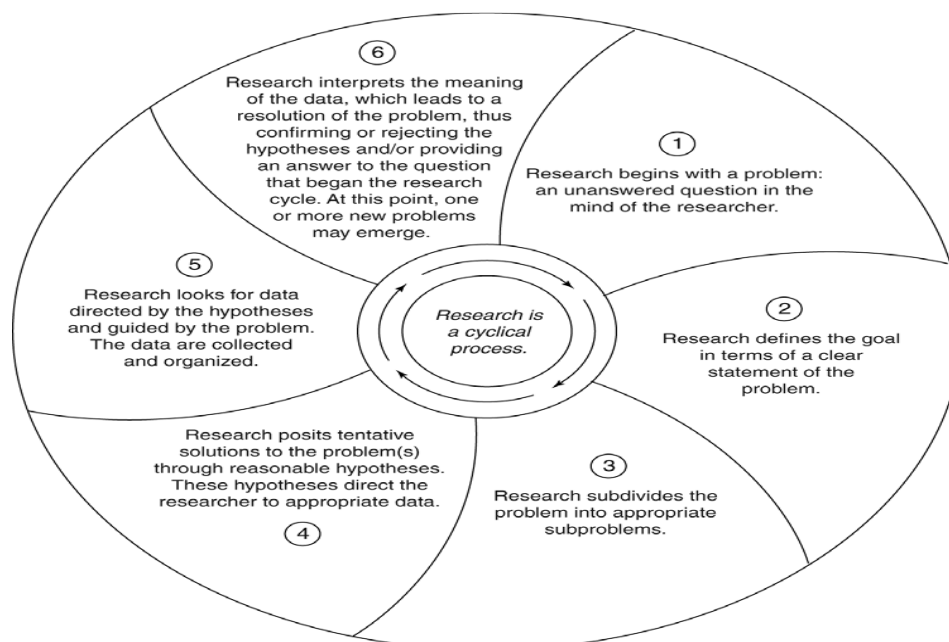 1
Research begins with a problem:
an unanswered question in the
mind of the researcher.
2
Research defines the goal
in terms of a clear
statement of the
problem.
3
Research subdivides the
problem into appropriate
subproblems.
Research posits tentative
solutions to the problem(s)
through reasonable hypotheses.
These hypotheses direct the
researcher to appropriate data.
4
5
Research looks for data
directed by the hypotheses
and guided by the problem.
The data are collected
and organized.
6
Research interprets the meaning
of the data, which leads to a
resolution of the problem, thus
confirming or rejecting the
hypotheses and/or providing
an answer to the question
that began the research
cycle. At this point, one
or more new problems
may emerge.
Research is
a cyclical
process.